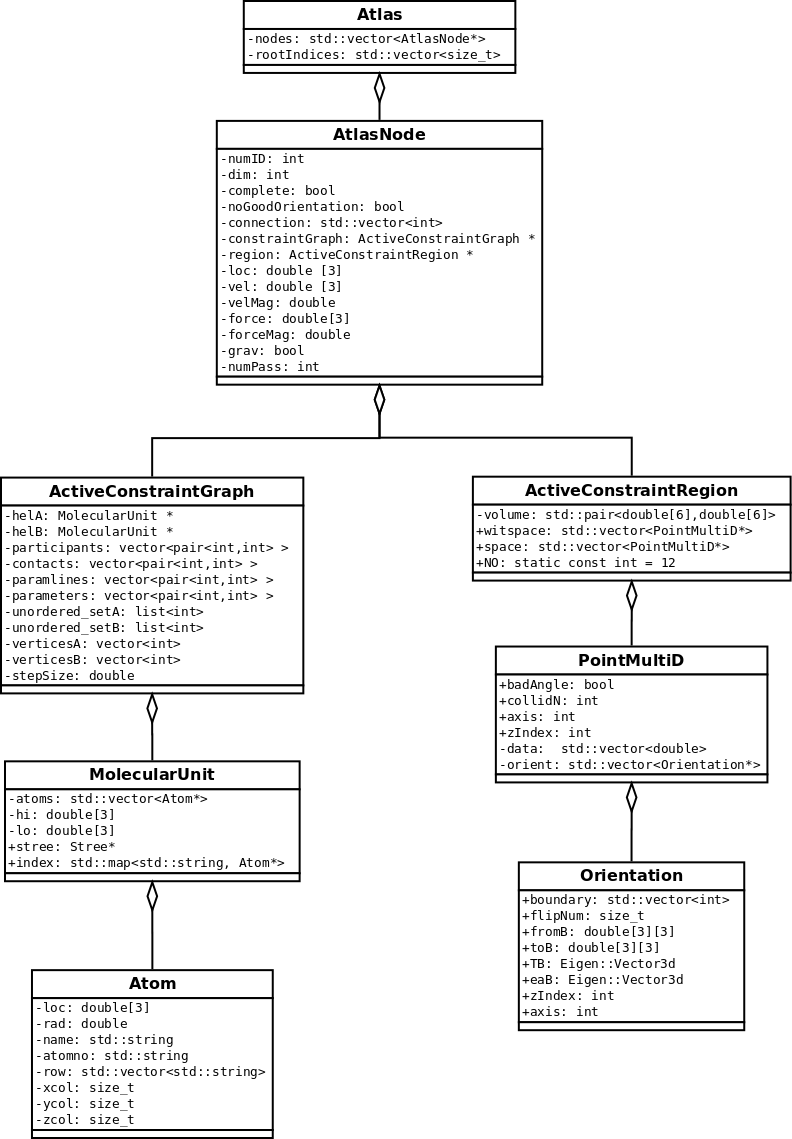 Atlas
-nodes: std::vector<AtlasNode*>
-rootIndices: std::vector<size_t>
AtlasNode
-numID: int
-dim: int
-complete: bool
-noGoodOrientation: bool
-connection: std::vector<int>
-constraintGraph: ActiveConstraintGraph *
-region: ActiveConstraintRegion *
-loc: double [3]
-vel: double [3]
-velMag: double
-force: double[3]
-forceMag: double
-grav: bool
-numPass: int
ActiveConstraintGraph
-helA: MolecularUnit *
-helB: MolecularUnit *
-participants: vector<pair<int,int> >
-contacts: vector<pair<int,int> >
-paramlines: vector<pair<int,int> >
-parameters: vector<pair<int,int> >
-unordered_setA: list<int>
-unordered_setB: list<int>
-verticesA: vector<int>
-verticesB: vector<int>
-stepSize: double
MolecularUnit
-atoms: std::vector<Atom*>
-hi: double[3]
-lo: double[3]
+stree: Stree*
+index: std::map<std::string, Atom*>
Atom
-loc: double[3]
-rad: double
-name: std::string
-atomno: std::string
-row: std::vector<std::string>
-xcol: size_t
-ycol: size_t
-zcol: size_t
ActiveConstraintRegion
-volume: std::pair<double[6],double[6]>
+witspace: std::vector<PointMultiD*>
+space: std::vector<PointMultiD*>
+NO: static const int = 12
PointMultiD
+badAngle: bool
+collidN: int
+axis: int
+zIndex: int
-data:  std::vector<double>
-orient: std::vector<Orientation*>
Orientation
+boundary: std::vector<int>
+flipNum: size_t
+fromB: double[3][3]
+toB: double[3][3]
+TB: Eigen::Vector3d
+eaB: Eigen::Vector3d
+zIndex: int
+axis: int